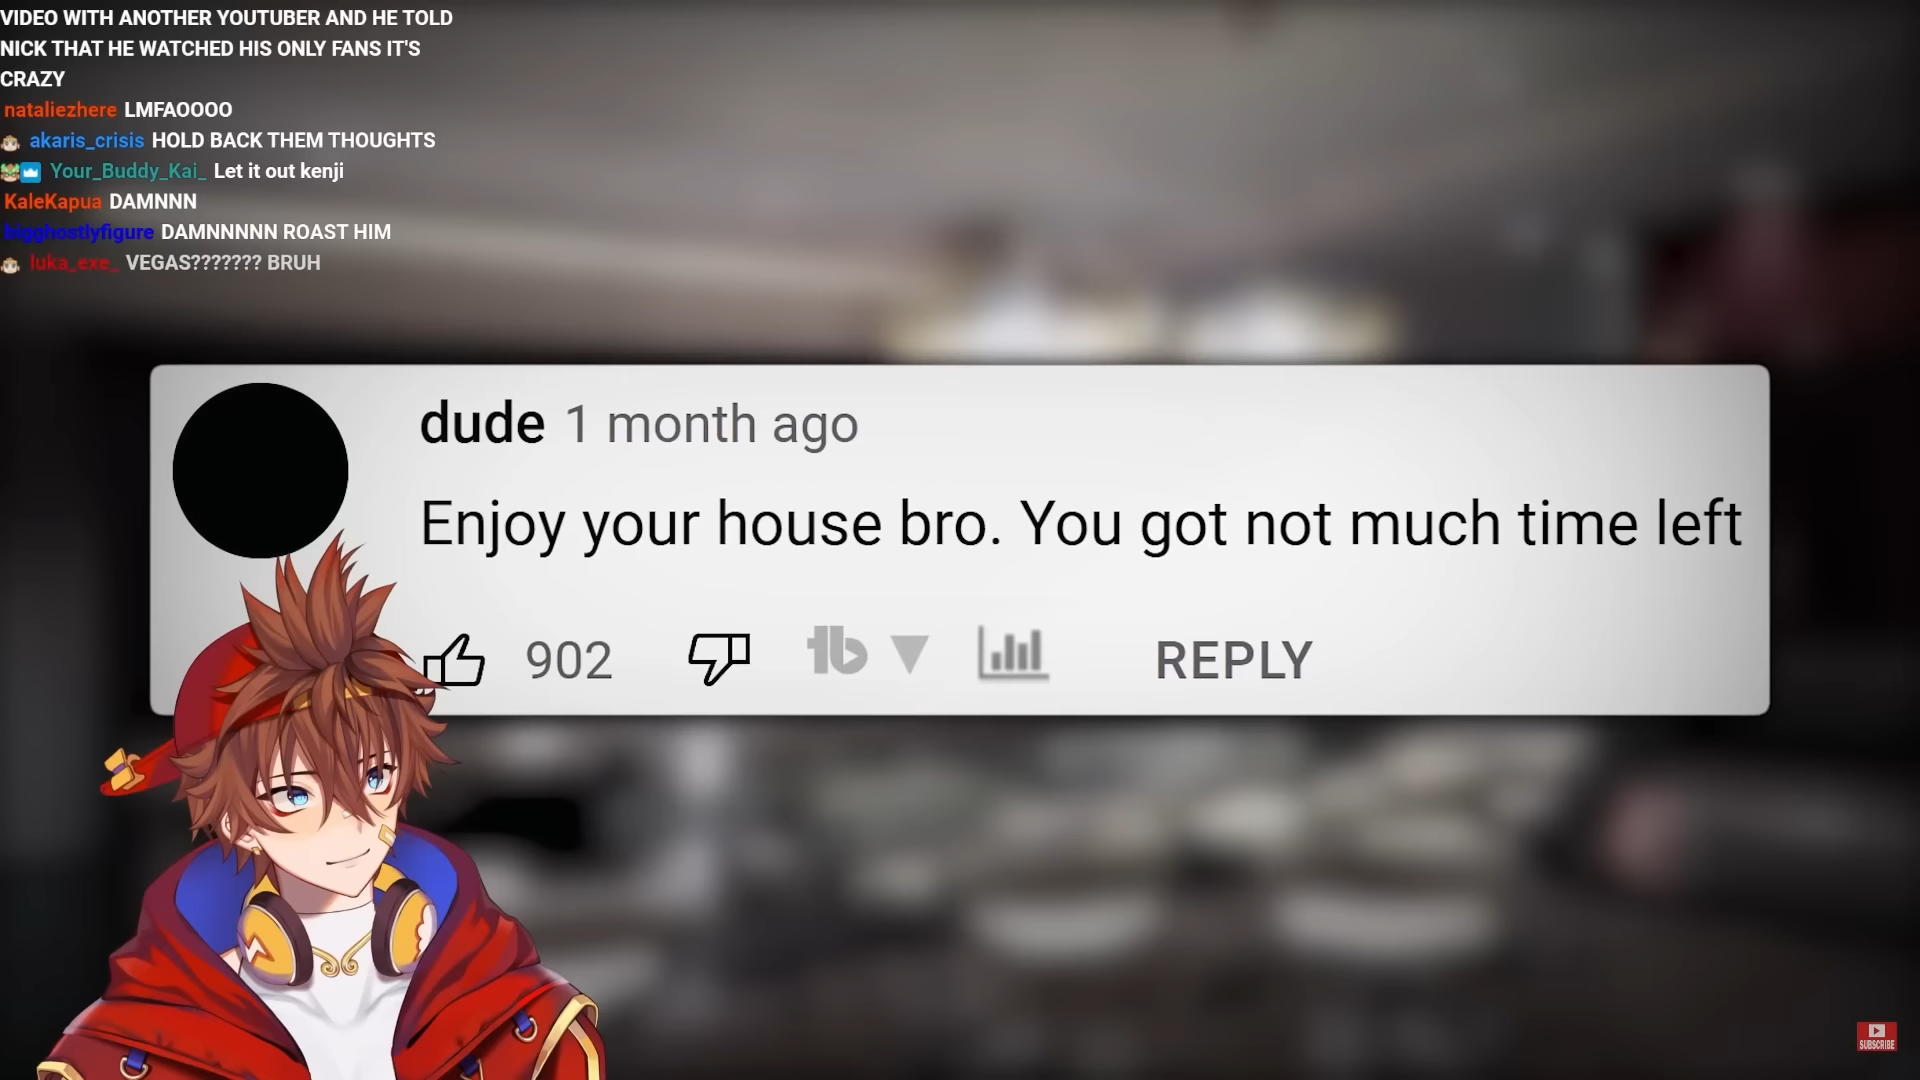 VIDEO WITH ANOTHER YOUTUBER AND HE TOLD
NICK THAT HE WATCHED HIS ONLY FANS IT'S
CRAZY
nataliezhere LMFAOOOO
akaris_crisis HOLD BACK THEM THOUGHTS
Your_Buddy_Kai_ Let it out kenji
KaleKapua DAMNNN
bigghostlyfigure DAMNNNNN ROAST HIM
luka_exe_ VEGAS??????? BRUH
dude 1 month ago
Enjoy your house bro. You got not much time left
902 REPLY
SUBSCRIBE